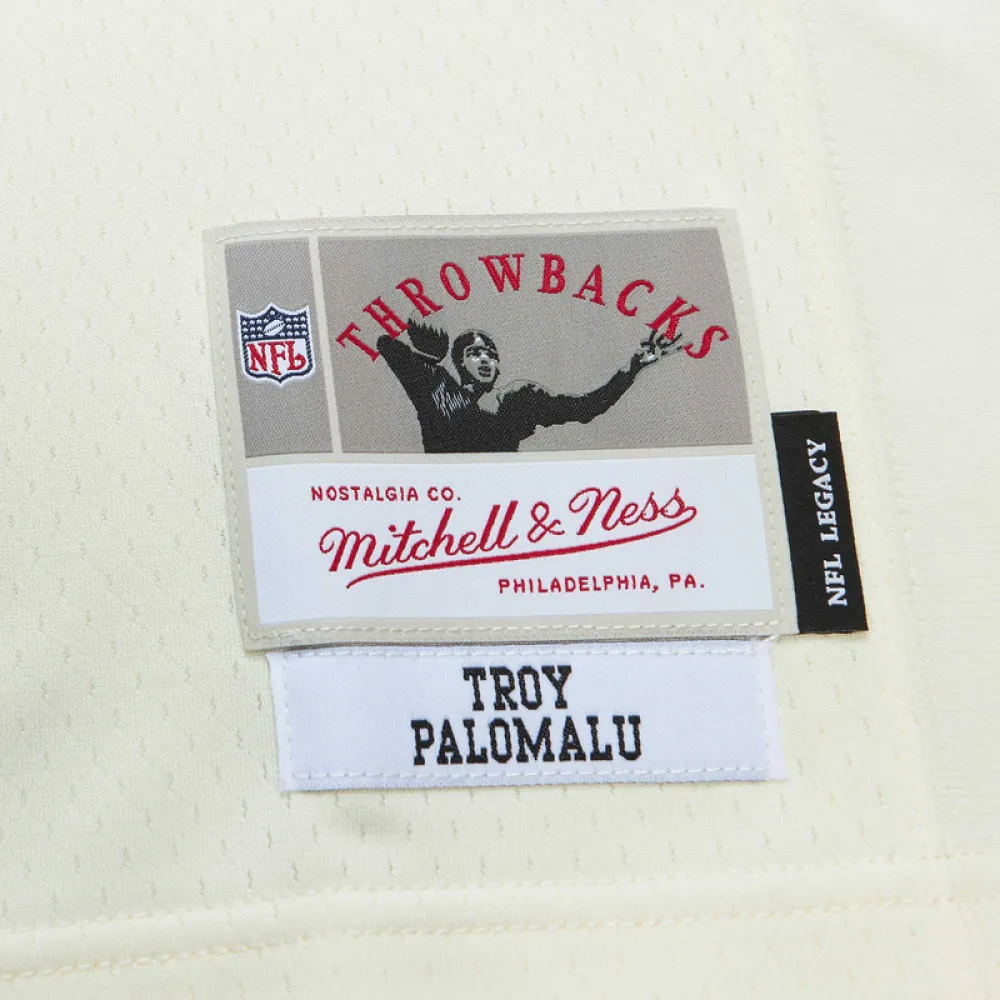 THROWBACKS
NFL
NOSTALGIA CO.
Mitchell & Ness
PHILADELPHIA, PA.
NFL LEGACY
TROY
PALOMALU